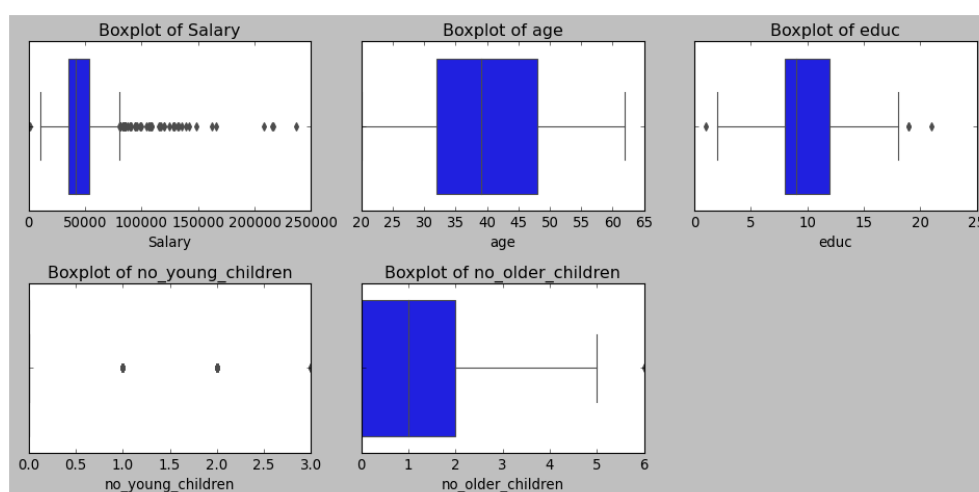 Boxplot of Salary
0 50000 100000 150000 200000 250000
Salary
Boxplot of age
20 25 30 35 40 45 50 55 60 65
age
Boxplot of educ
0 5 10 15 20 25
educ
Boxplot of no_young_children
0.0 0.5 1.0 1.5 2.0 2.5 3.0
no_young_children
Boxplot of no_older_children
0 1 2 3 4 5 6
no_older_children